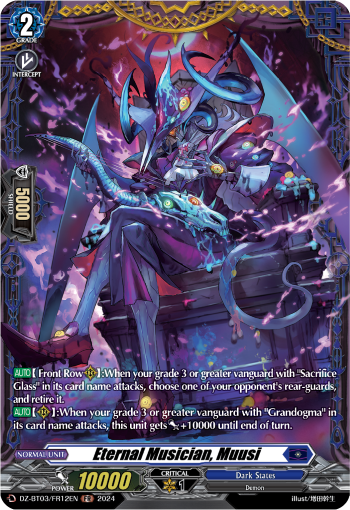 2
GRADE
INTERCEPT
5000
SHIELD
AUTO【Front Row R】:When your grade 3 or greater vanguard with "Sacrifice
Glass" in its card name attacks, choose one of your opponent's rear-guards,
and retire it.
AUTO【R】:When your grade 3 or greater vanguard with "Grandogma" in
its card name attacks, this unit gets +10000 until end of turn.
NORMAL UNIT
Eternal Musician, Muusi
POWER
10000
CRITICAL
1
Dark States
Demon
DZ-BT03/FR12EN FR 2024
illust/増田幹生